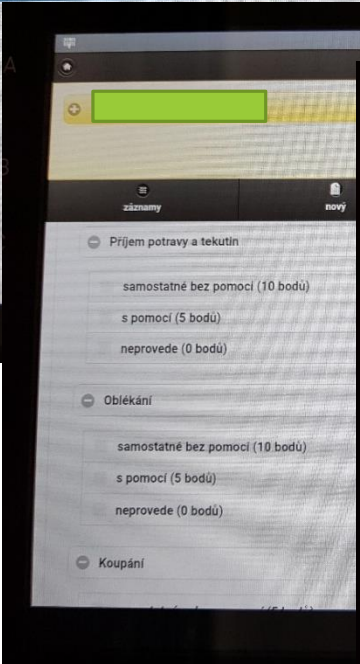 záznamy
nový
Příjem potravy a tekutin
samostatně bez pomoci (10 bodů)
s pomocí (5 bodů)
neprovede (0 bodů)
Oblékání
samostatně bez pomoci (10 bodů)
s pomocí (5 bodů)
neprovede (0 bodů)
Koupání